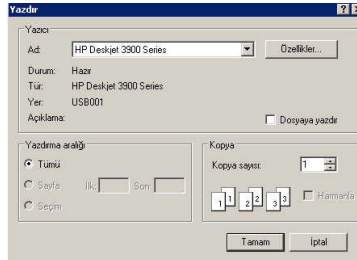 Yazdır
Yazıcı
Ad: HP Deskjet 3900 Series Özellikler...
Durum: Hazır
Tür: HP Deskjet 3900 Series
Yer: USB001
Açıklama: Dosyaya yazdır
Yazdırma aralığı
Tümü
Sayfa İlk: Son:
Seçim
Kopya
Kopya sayısı: 1
1 1 2 2 3 3 Harmanla
Tamam İptal